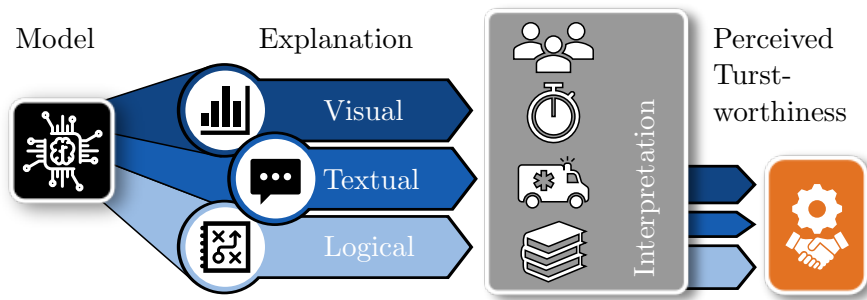 Model
Explanation
Visual
Textual
Logical
Interpretation
Perceived
Turst-
worthiness